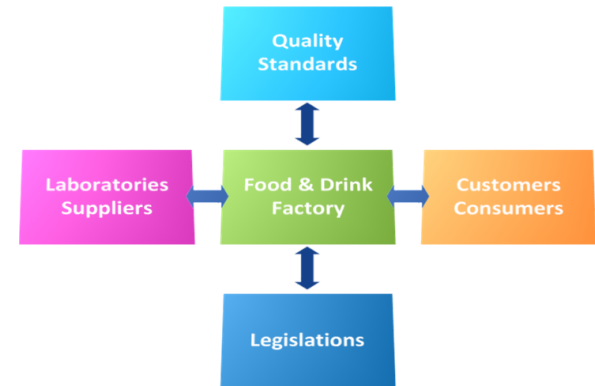 Quality
Standards
Laboratories
Suppliers
Food & Drink
Factory
Customers
Consumers
Legislations